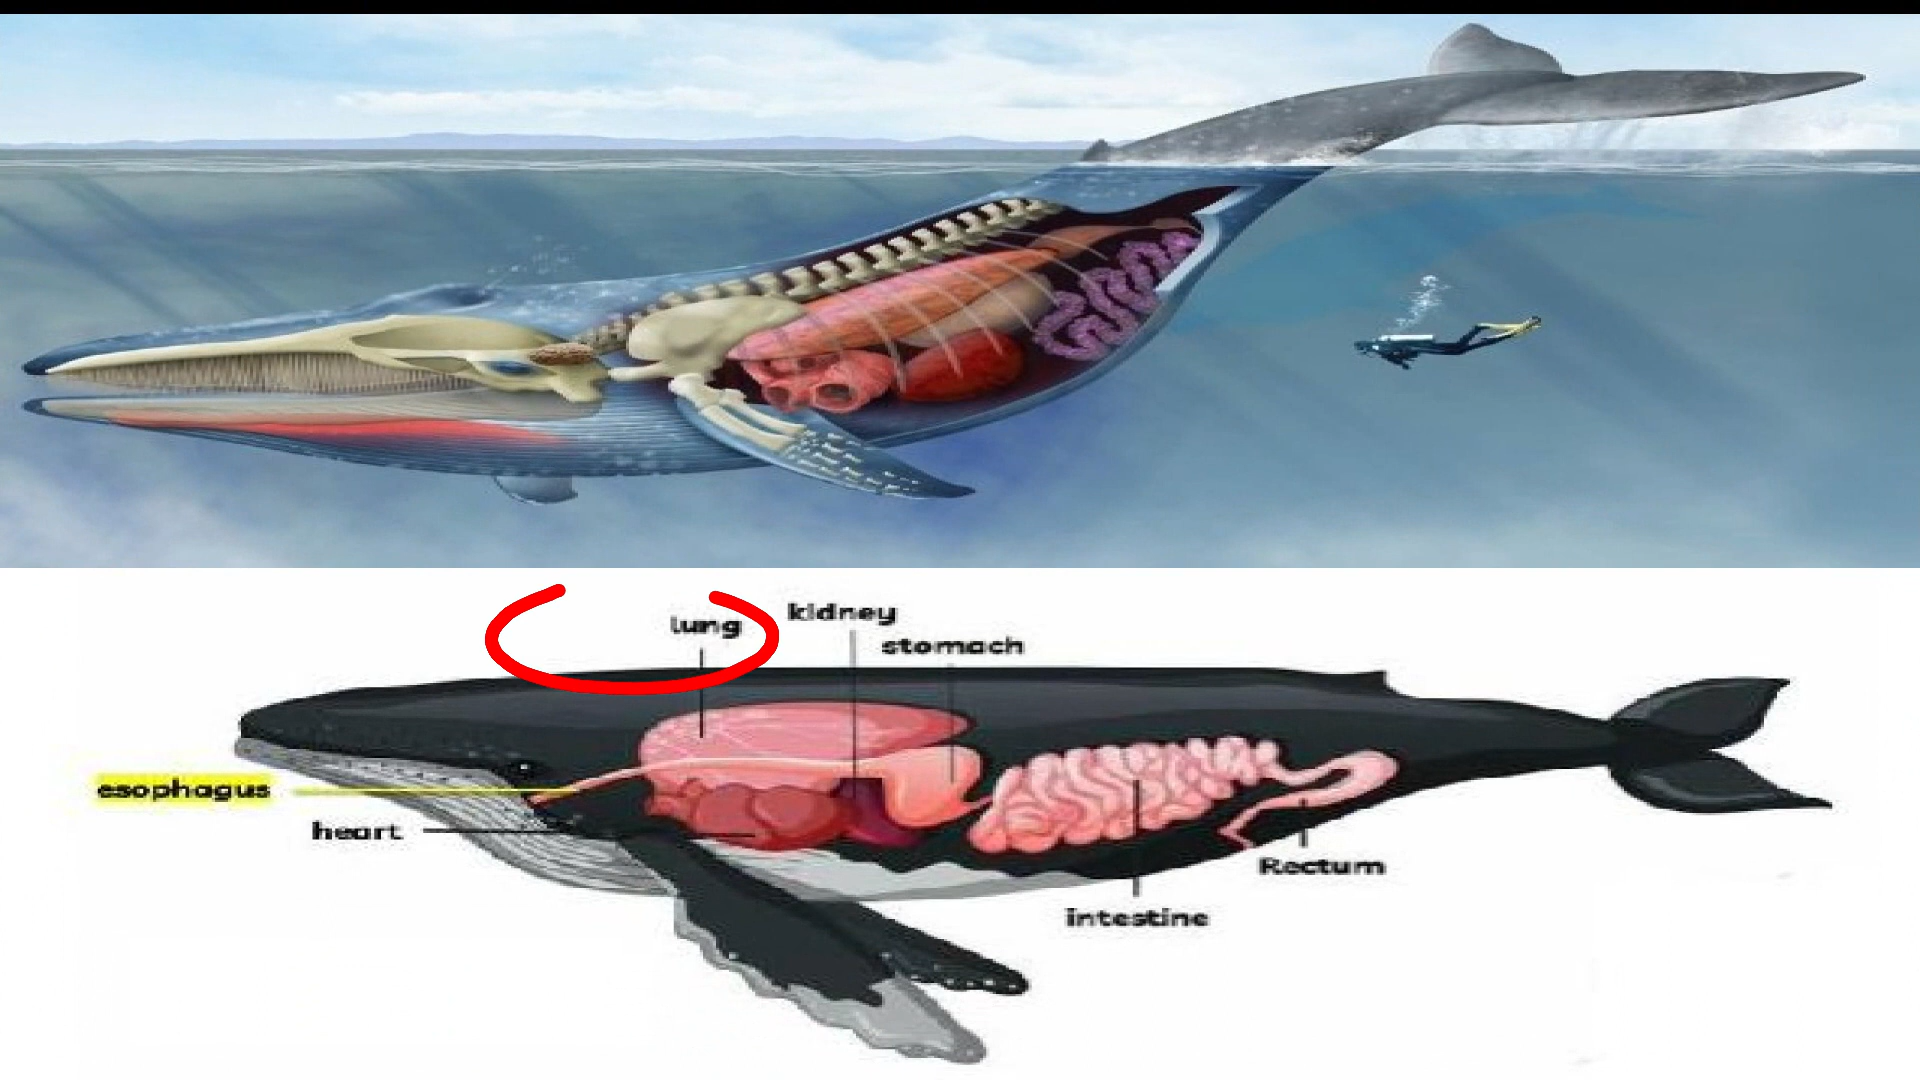 lung
kidney
stomach
esophagus
heart
Rectum
intestine